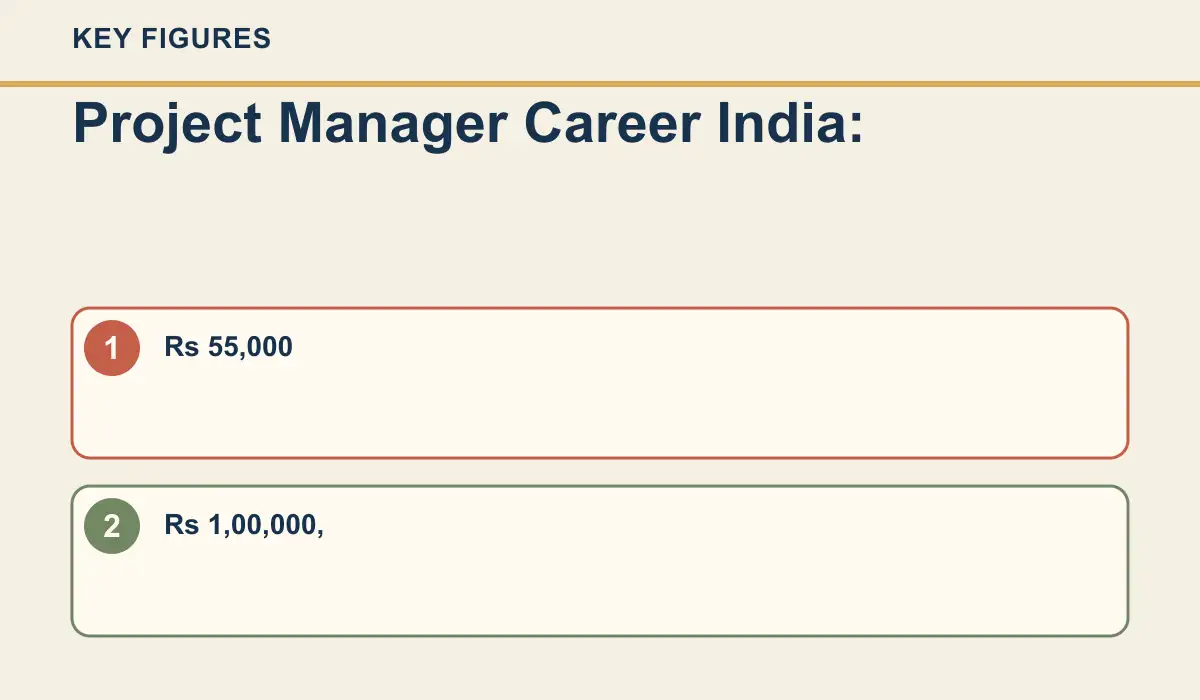 KEY FIGURES
Project Manager Career India:
1
Rs 55,000
2
Rs 1,00,000,